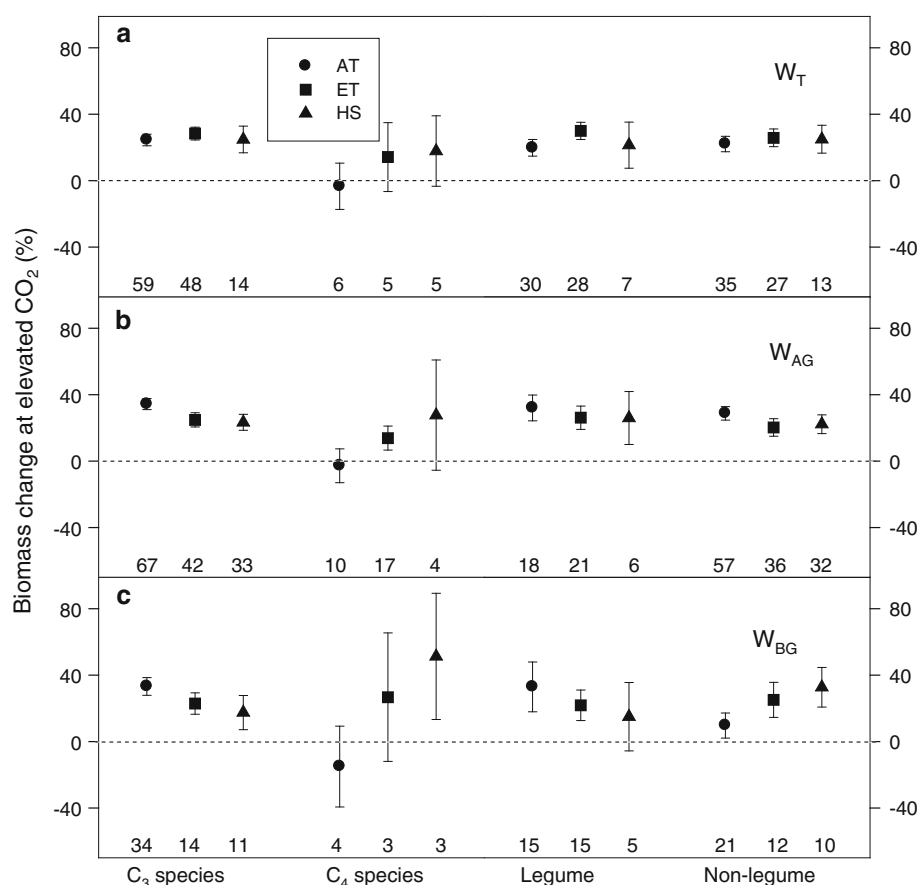 a
80
80
AT
ET
HS
W_T
40
40
0
0
-40
-40
59 48 14 6 5 5 30 28 7 35 27 13
b
80
80
W_AG
40
40
0
0
-40
-40
67 42 33 10 17 4 18 21 6 57 36 32
c
80
80
W_BG
40
40
0
0
-40
-40
34 14 11 4 3 3 15 15 5 21 12 10
C₃ species C₄ species Legume Non-legume
Biomass change at elevated CO₂ (%)